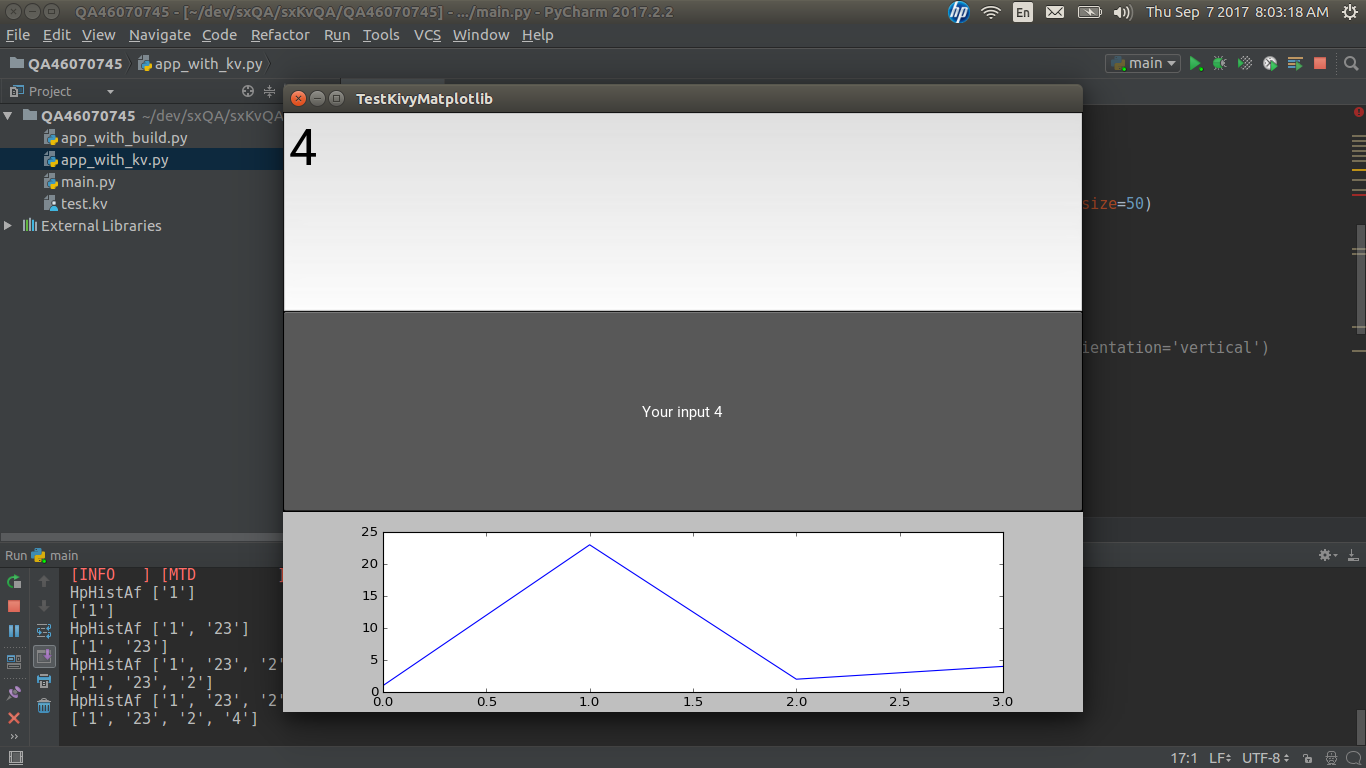 QA46070745 - [~/dev/sxQA/sxKvQA/QA46070745] - .../main.py - PyCharm 2017.2.2
hp En Thu Sep 7 2017 8:03:18 AM
File Edit View Navigate Code Refactor Run Tools VCS Window Help
QA46070745 app_with_kv.py main
Project
TestKivyMatplotlib
QA46070745 ~/dev/sxQA/sxKvQA
app_with_build.py
app_with_kv.py
main.py
test.kv
External Libraries
4
size=50)
ientation='vertical')
Your input 4
25
20
15
10
5
0
0.0 0.5 1.0 1.5 2.0 2.5 3.0
Run main
[INFO ] [MTD ]
HpHistAf ['1']
['1']
HpHistAf ['1', '23']
['1', '23']
HpHistAf ['1', '23', '2'
['1', '23', '2']
HpHistAf ['1', '23', '2'
['1', '23', '2', '4']
17:1 LF UTF-8